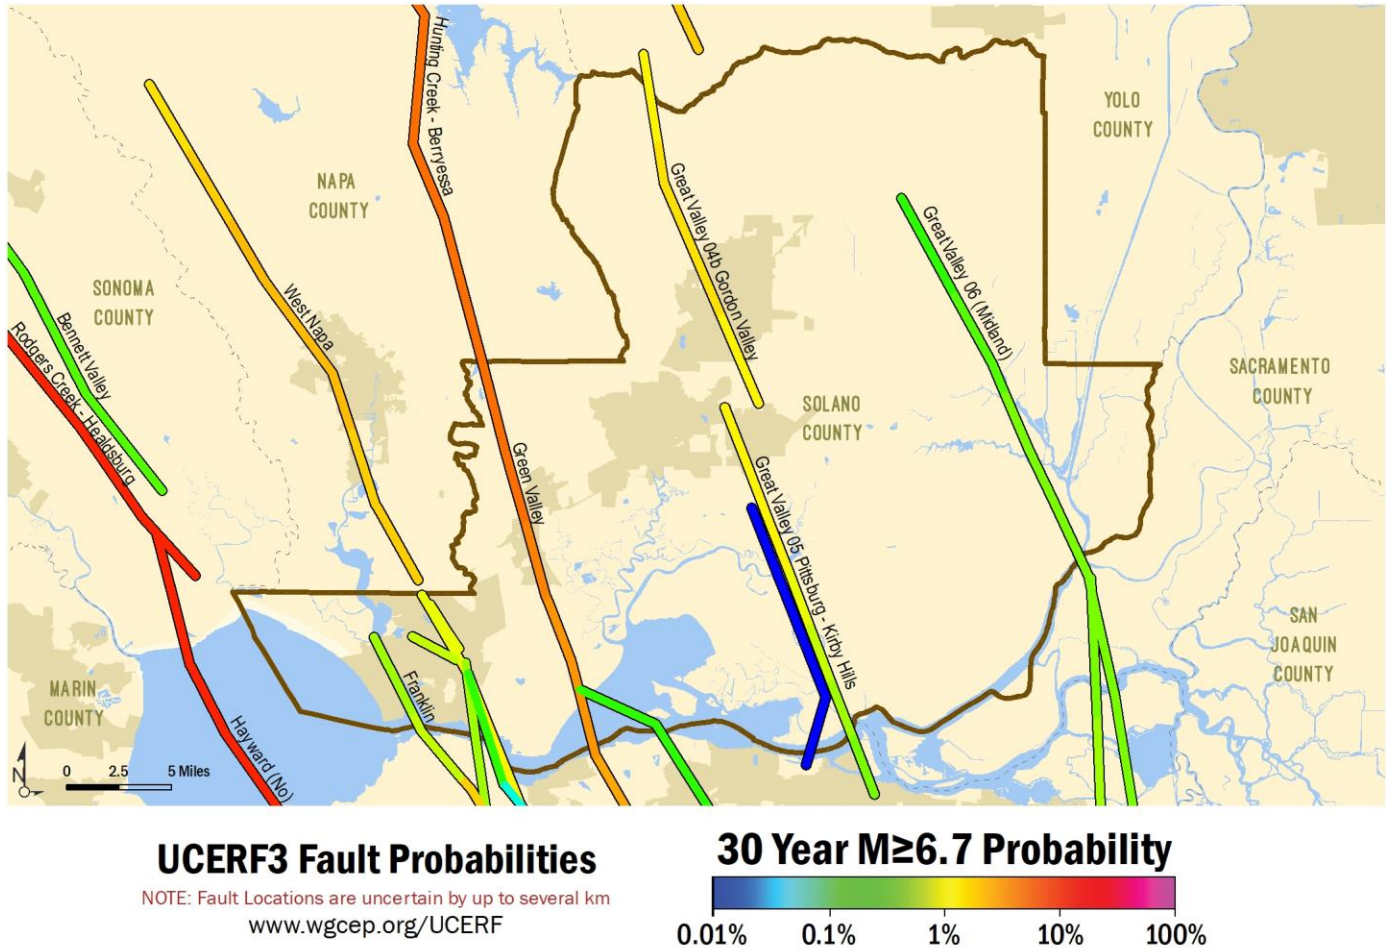 Hunting Creek - Berryessa
YOLO
COUNTY
NAPA
COUNTY
Great Valley 04b Gordon Valley
Great Valley 06 (Midland)
SONOMA
COUNTY
West Napa
Bennett Valley
Rodgers Creek - Healdsburg
SACRAMENTO
COUNTY
SOLANO
COUNTY
Green Valley
Great Valley 05 Pittsburg - Kirby Hills
SAN
JOAQUIN
COUNTY
MARIN
COUNTY
Franklin
Hayward (No)
N
0 2.5 5 Miles
UCERF3 Fault Probabilities
NOTE: Fault Locations are uncertain by up to several km
www.wgcep.org/UCERF
30 Year M≥6.7 Probability
0.01% 0.1% 1% 10% 100%